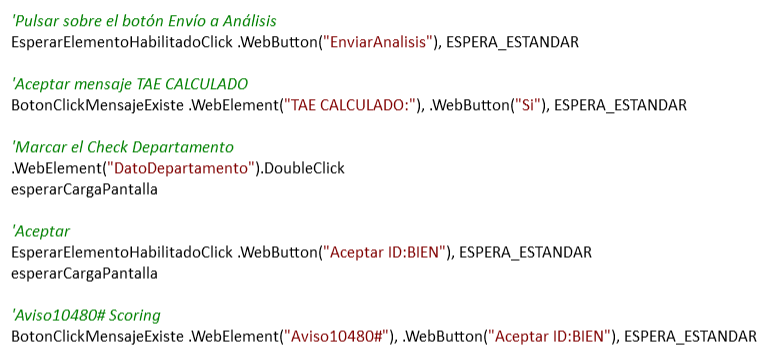 'Pulsar sobre el botón Envío a Análisis
EsperarElementoHabilitadoClick .WebButton("EnviarAnalisis"), ESPERA_ESTANDAR
'Aceptar mensaje TAE CALCULADO
BotonClickMensajeExiste .WebElement("TAE CALCULADO:"), .WebButton("Si"), ESPERA_ESTANDAR
'Marcar el Check Departamento
.WebElement("DatoDepartamento").DoubleClick
esperarCargaPantalla
'Aceptar
EsperarElementoHabilitadoClick .WebButton("Aceptar ID:BIEN"), ESPERA_ESTANDAR
esperarCargaPantalla
'Aviso10480# Scoring
BotonClickMensajeExiste .WebElement("Aviso10480#"), .WebButton("Aceptar ID:BIEN"), ESPERA_ESTANDAR